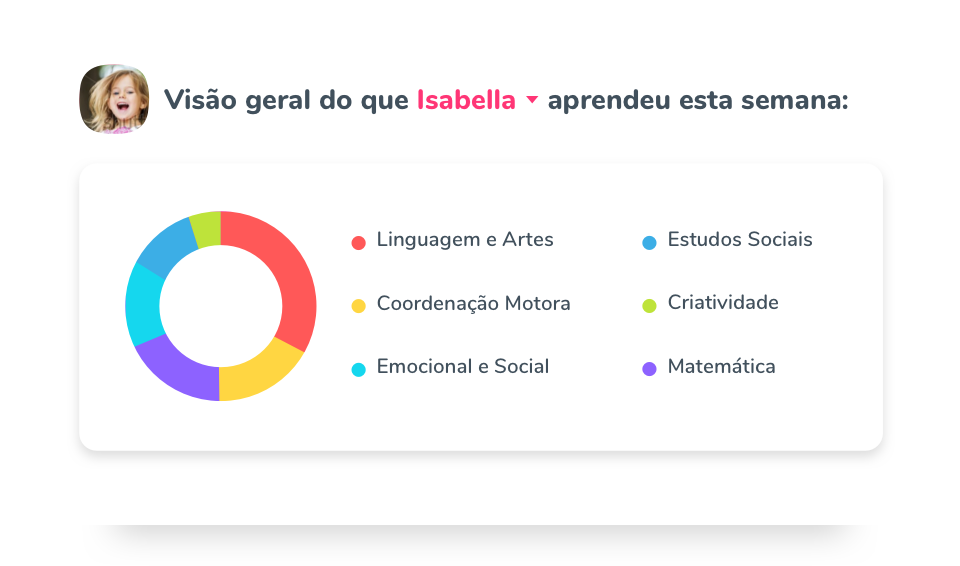 Visão geral do que Isabella aprendeu esta semana:
Linguagem e Artes
Coordenação Motora
Emocional e Social
Estudos Sociais
Criatividade
Matemática